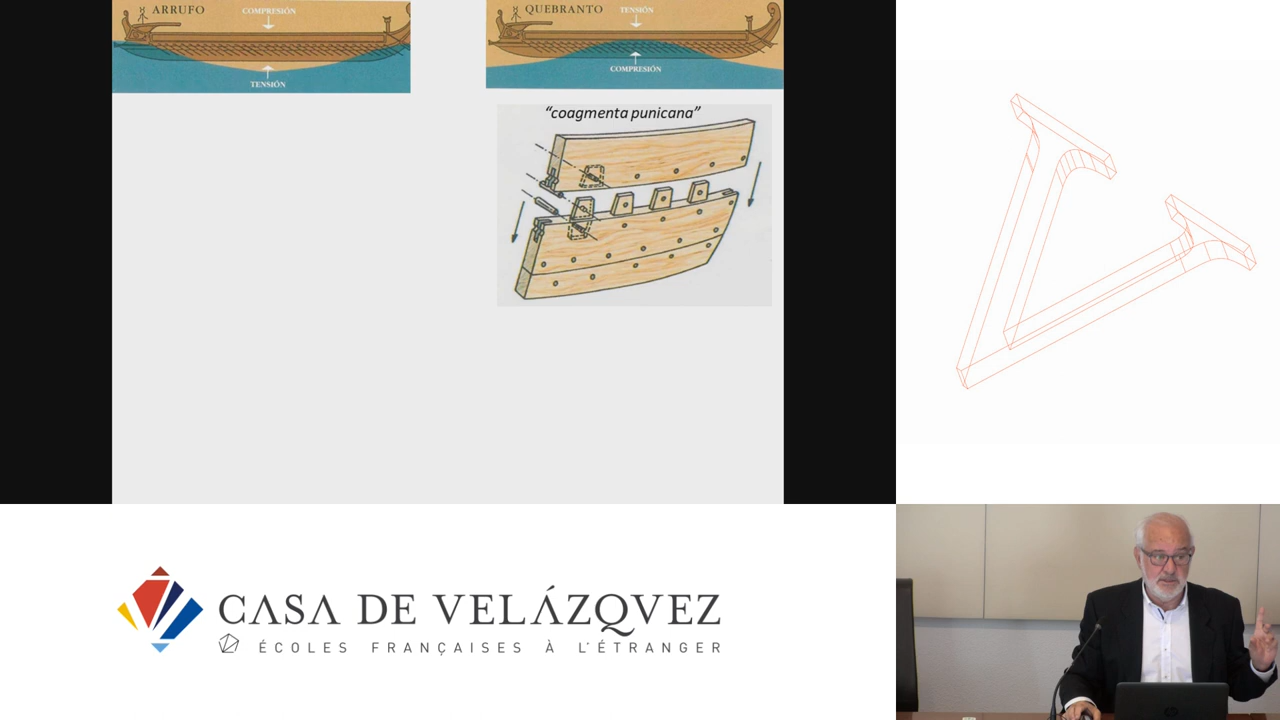 ARRUFO
COMPRESIÓN
TENSIÓN
QUEBRANTO
TENSIÓN
COMPRESIÓN
“coagmenta punicana”
CASA DE VELÁZQVEZ
ÉCOLES FRANÇAISES À L'ÉTRANGER